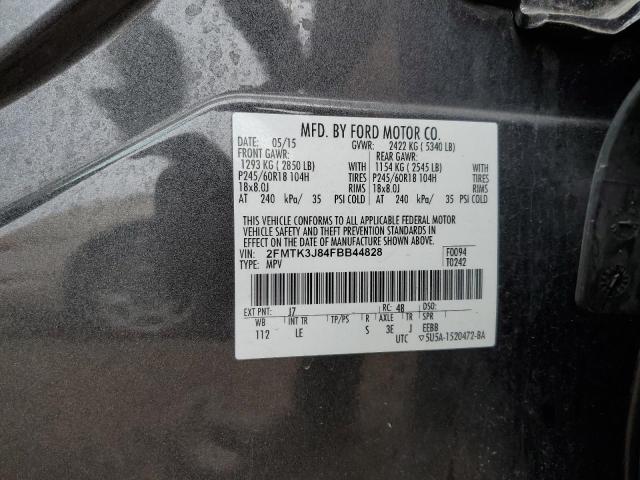 MFD. BY FORD MOTOR CO.
DATE: 05/15 GVWR: 2422 KG ( 5340 LB)
FRONT GAWR: REAR GAWR:
1293 KG ( 2850 LB) WITH 1154 KG ( 2545 LB) WITH
P245/60R18 104H TIRES P245/60R18 104H TIRES
18x8.0J RIMS 18x8.0J RIMS
AT 240 kPa/ 35 PSI COLD AT 240 kPa/ 35 PSI COLD
THIS VEHICLE CONFORMS TO ALL APPLICABLE FEDERAL MOTOR
VEHICLE SAFETY AND THEFT PREVENTION STANDARDS IN
EFFECT ON THE DATE OF MANUFACTURE SHOWN ABOVE.
VIN: 2FMTK3J84FBB44828 F0094
TYPE: MPV T0242
EXT PNT: J7 RC: 48 DSO:
WB INT TR TP/PS R AXLE TR SPR
112 LE S 3E J EEBB
UTC ▽5U5A-1520472-BA